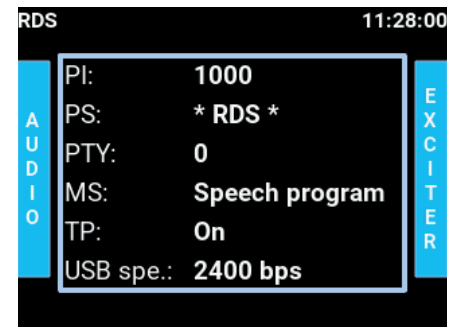 RDS 11:28:00
AUDIO
PI: 1000
PS: * RDS *
PTY: 0
MS: Speech program
TP: On
USB spe.: 2400 bps
EXCITER